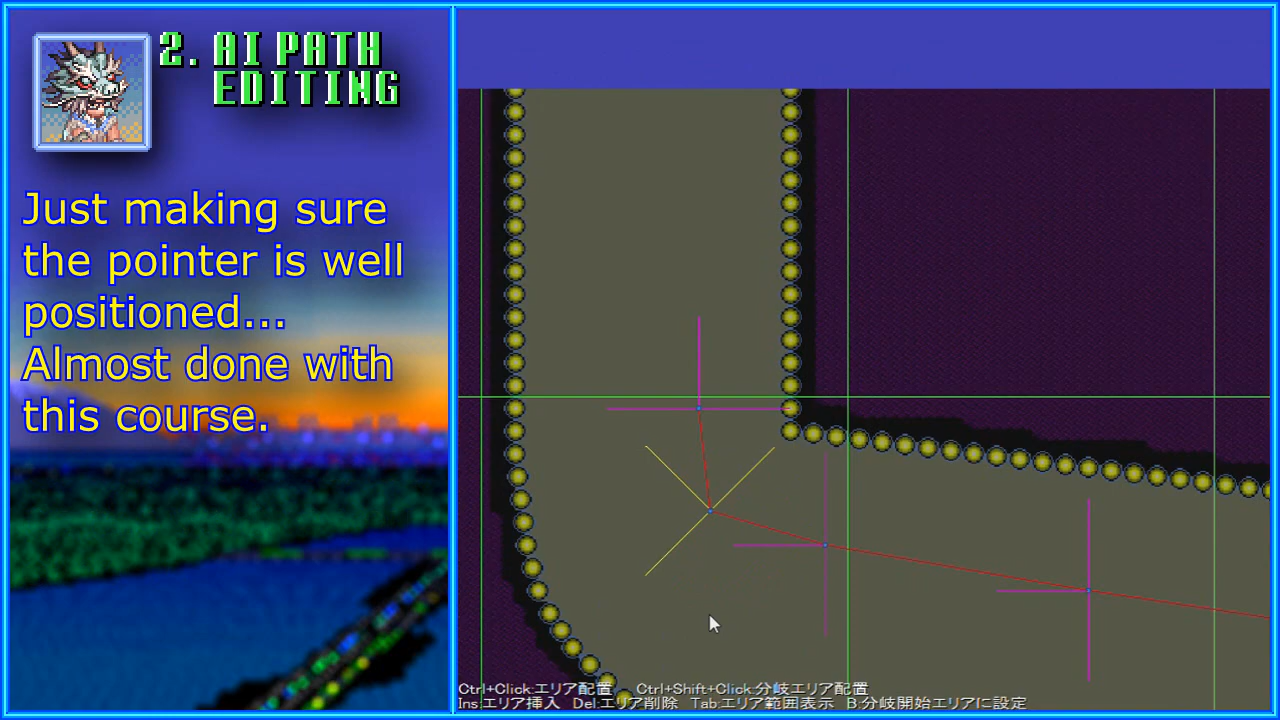 2. AI PATH
EDITING
Just making sure
the pointer is well
positioned...
Almost done with
this course.
Ctrl+Click:エリア配置 Ctrl+Shift+Click:分岐エリア配置
Ins:エリア挿入 Del:エリア削除 Tab:エリア範囲表示 B:分岐開始エリアに設定